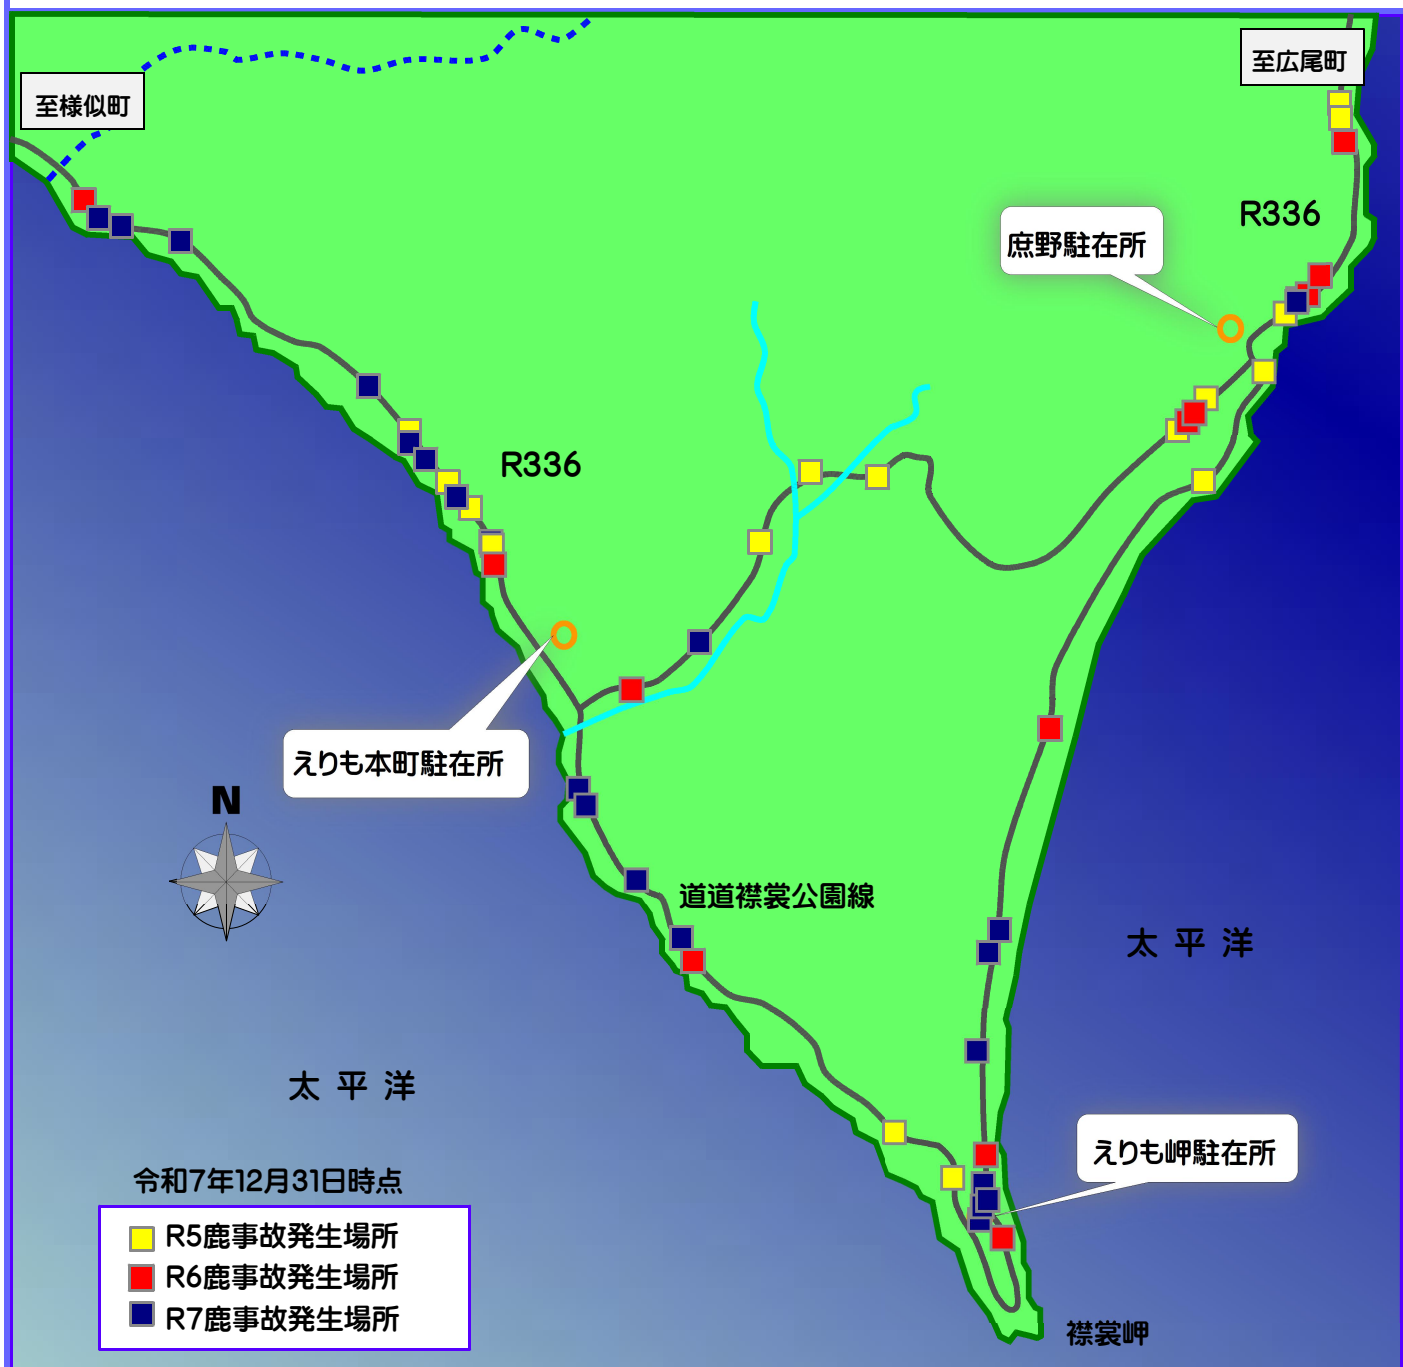 至広尾町
至様似町
R336
庶野駐在所
R336
えりも本町駐在所
N
道道襟裳公園線
太平洋
太平洋
えりも岬駐在所
令和7年12月31日時点
R5鹿事故発生場所
R6鹿事故発生場所
R7鹿事故発生場所
襟裳岬